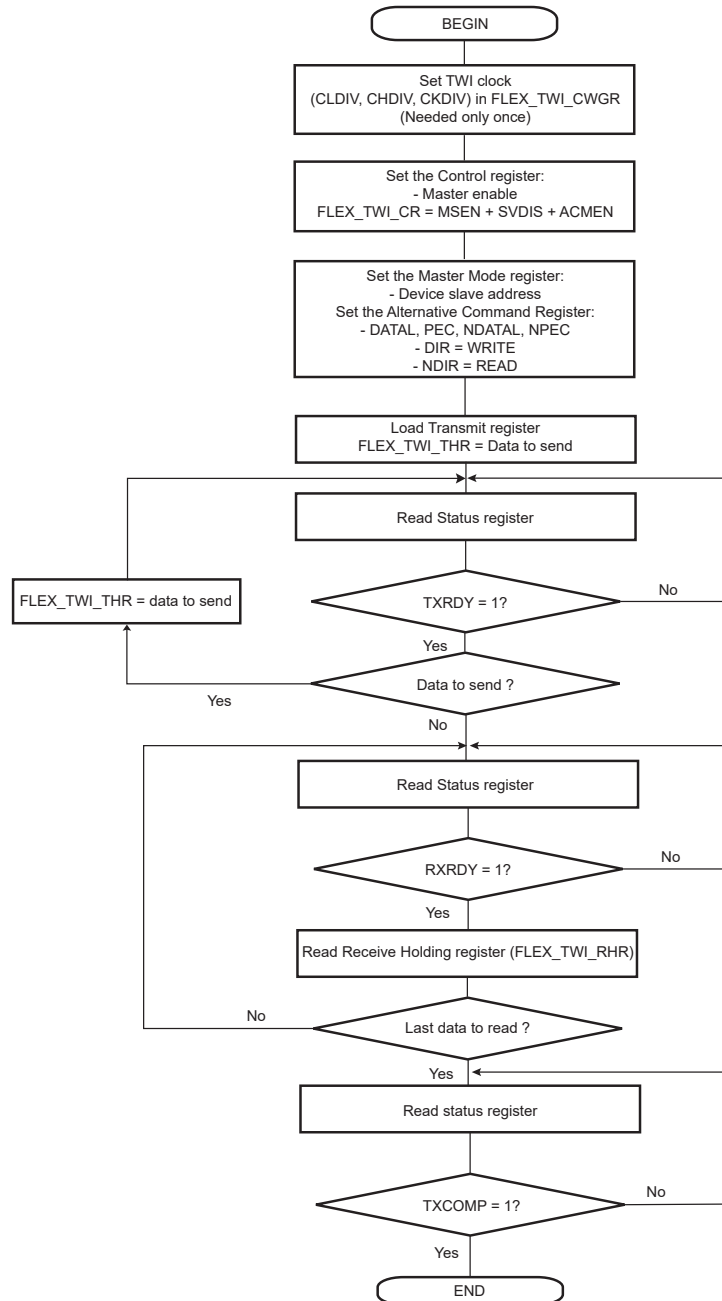 BEGIN
Set TWI clock
(CLDIV, CHDIV, CKDIV) in FLEX_TWI_CWGR
(Needed only once)
Set the Control register:
- Master enable
FLEX_TWI_CR = MSEN + SVDIS + ACMEN
Set the Master Mode register:
- Device slave address
Set the Alternative Command Register:
- DATAL, PEC, NDATAL, NPEC
- DIR = WRITE
- NDIR = READ
Load Transmit register
FLEX_TWI_THR = Data to send
Read Status register
FLEX_TWI_THR = data to send
TXRDY = 1?
No
Yes
Data to send ?
Yes
No
Read Status register
RXRDY = 1?
No
Yes
Read Receive Holding register (FLEX_TWI_RHR)
No
Last data to read ?
Yes
Read status register
TXCOMP = 1?
No
Yes
END